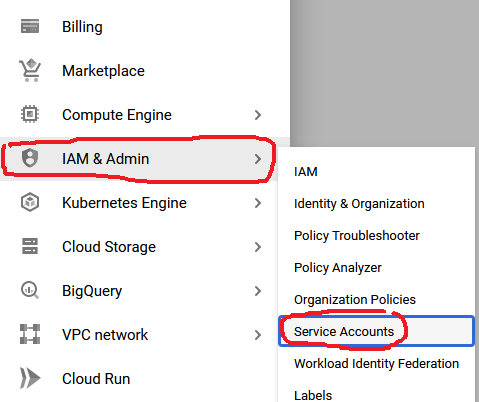 Billing
Marketplace
Compute Engine
IAM & Admin
Kubernetes Engine
Cloud Storage
BigQuery
VPC network
Cloud Run
IAM
Identity & Organization
Policy Troubleshooter
Policy Analyzer
Organization Policies
Service Accounts
Workload Identity Federation
Labels